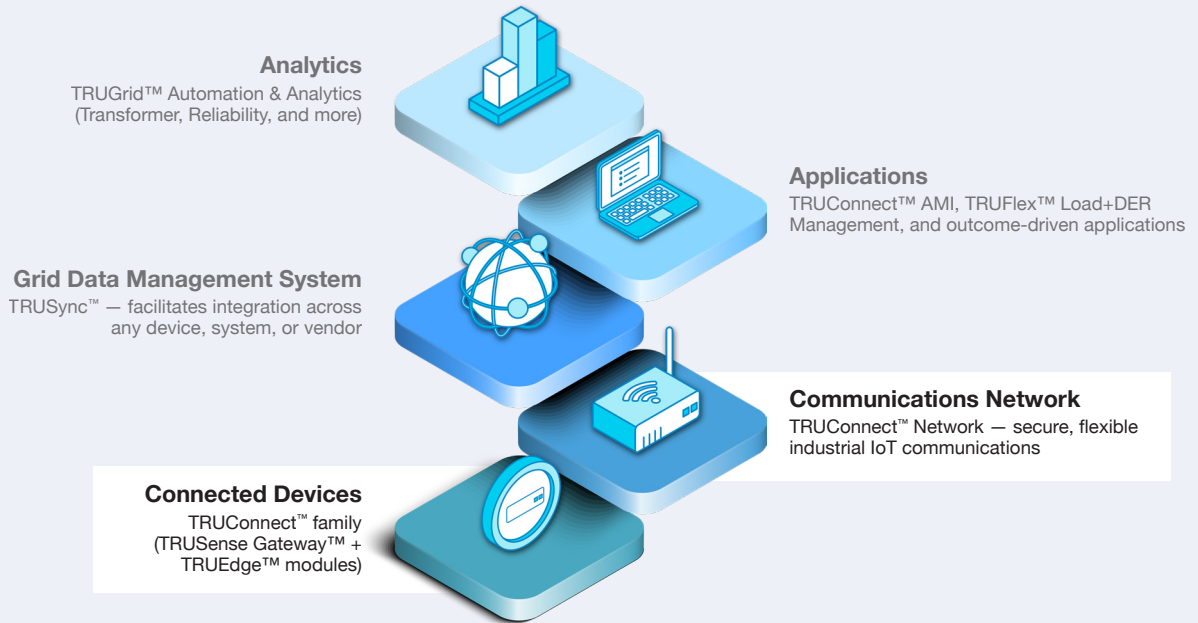 Analytics
TRUGrid™ Automation & Analytics
(Transformer, Reliability, and more)
Applications
TRUConnect™ AMI, TRUFlex™ Load+DER
Management, and outcome-driven applications
Grid Data Management System
TRUSync™ — facilitates integration across
any device, system, or vendor
Communications Network
TRUConnect™ Network — secure, flexible
industrial IoT communications
Connected Devices
TRUConnect™ family
(TRUSense Gateway™ +
TRUEdge™ modules)